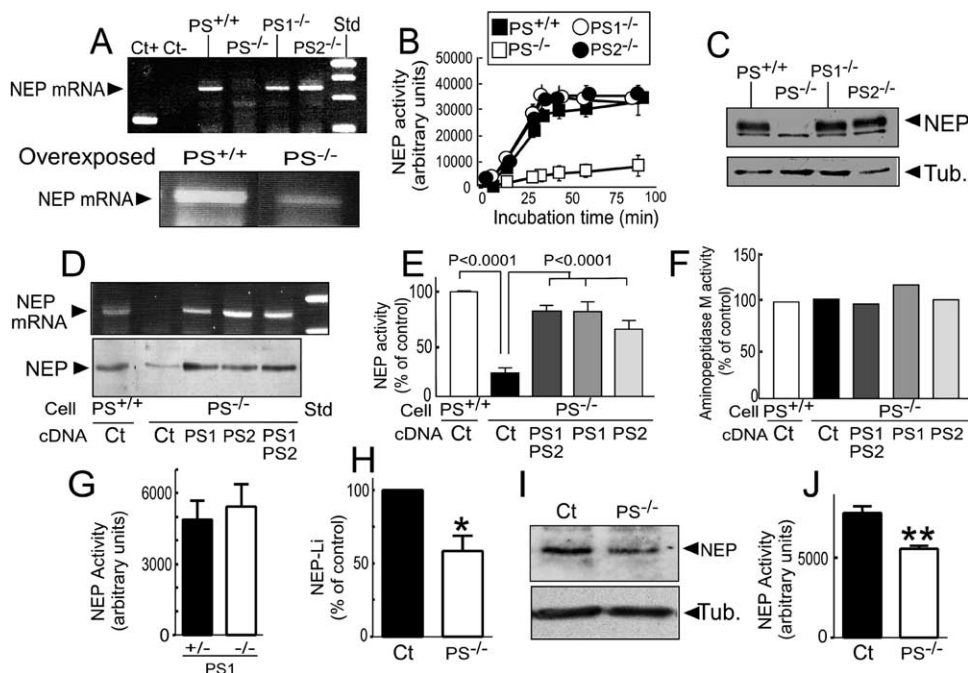 A
Ct+ Ct- PS+/+ PS-/- PS1-/- PS2-/- Std
NEP mRNA
Overexposed PS+/+ PS-/-
NEP mRNA
B
PS+/+ PS1-/-
PS-/- PS2-/-
NEP activity
(arbitrary units)
50000
40000
30000
20000
10000
0
0 25 50 75 100
Incubation time (min)
C
PS+/+ PS-/- PS1-/- PS2-/-
NEP
Tub.
D
NEP
mRNA
NEP
Cell PS+/+ PS-/- Std
cDNA Ct Ct PS1 PS2 PS1
PS2
E
P<0.0001 P<0.0001
NEP activity
(% of control)
100
50
0
Cell PS+/+ PS-/-
cDNA Ct Ct PS1 PS1 PS2
PS2
F
Aminopeptidase M activity
(% of control)
150
100
50
0
Cell PS+/+ PS-/-
cDNA Ct Ct PS1 PS1 PS2
PS2
G
NEP Activity
(arbitrary units)
6000
3000
0
+/- -/-
PS1
H
NEP-Li
(% of control)
100
50
0
*
Ct PS-/-
I
Ct PS-/-
NEP
Tub.
J
NEP Activity
(arbitrary units)
5000
0
**
Ct PS-/-